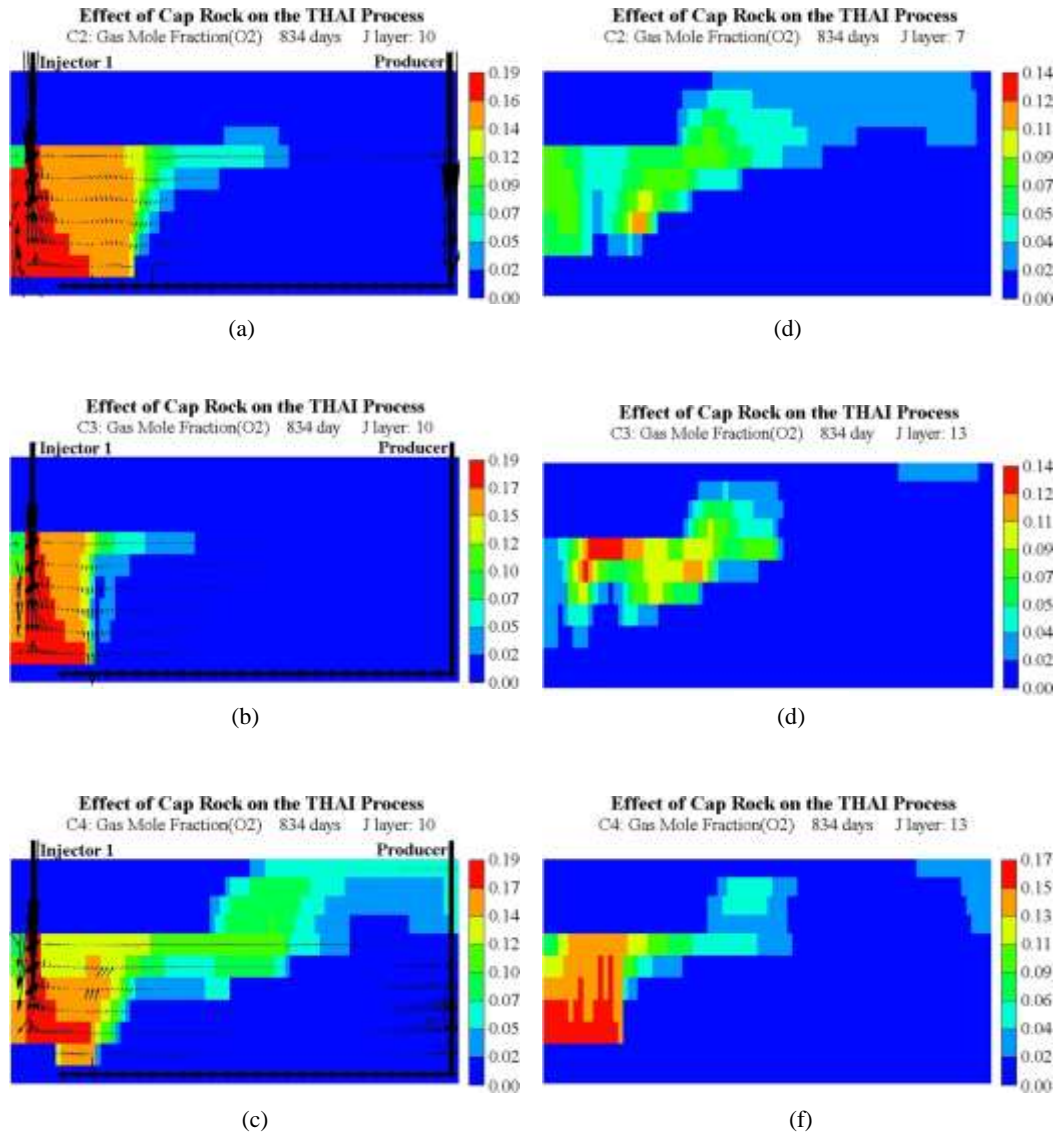 Effect of Cap Rock on the THAI Process
C2: Gas Mole Fraction(O2) 834 days J layer: 10
Injector 1 Producer
0.19
0.16
0.14
0.12
0.09
0.07
0.05
0.02
0.00
(a)
Effect of Cap Rock on the THAI Process
C2: Gas Mole Fraction(O2) 834 days J layer: 7
0.14
0.12
0.11
0.09
0.07
0.05
0.04
0.02
0.00
(d)
Effect of Cap Rock on the THAI Process
C3: Gas Mole Fraction(O2) 834 day J layer: 10
Injector 1 Producer
0.19
0.17
0.15
0.12
0.10
0.07
0.05
0.02
0.00
(b)
Effect of Cap Rock on the THAI Process
C3: Gas Mole Fraction(O2) 834 day J layer: 13
0.14
0.12
0.11
0.09
0.07
0.05
0.04
0.02
0.00
(d)
Effect of Cap Rock on the THAI Process
C4: Gas Mole Fraction(O2) 834 days J layer: 10
Injector 1 Producer
0.19
0.17
0.14
0.12
0.10
0.07
0.05
0.02
0.00
(c)
Effect of Cap Rock on the THAI Process
C4: Gas Mole Fraction(O2) 834 days J layer: 13
0.17
0.15
0.13
0.11
0.09
0.06
0.04
0.02
0.00
(f)